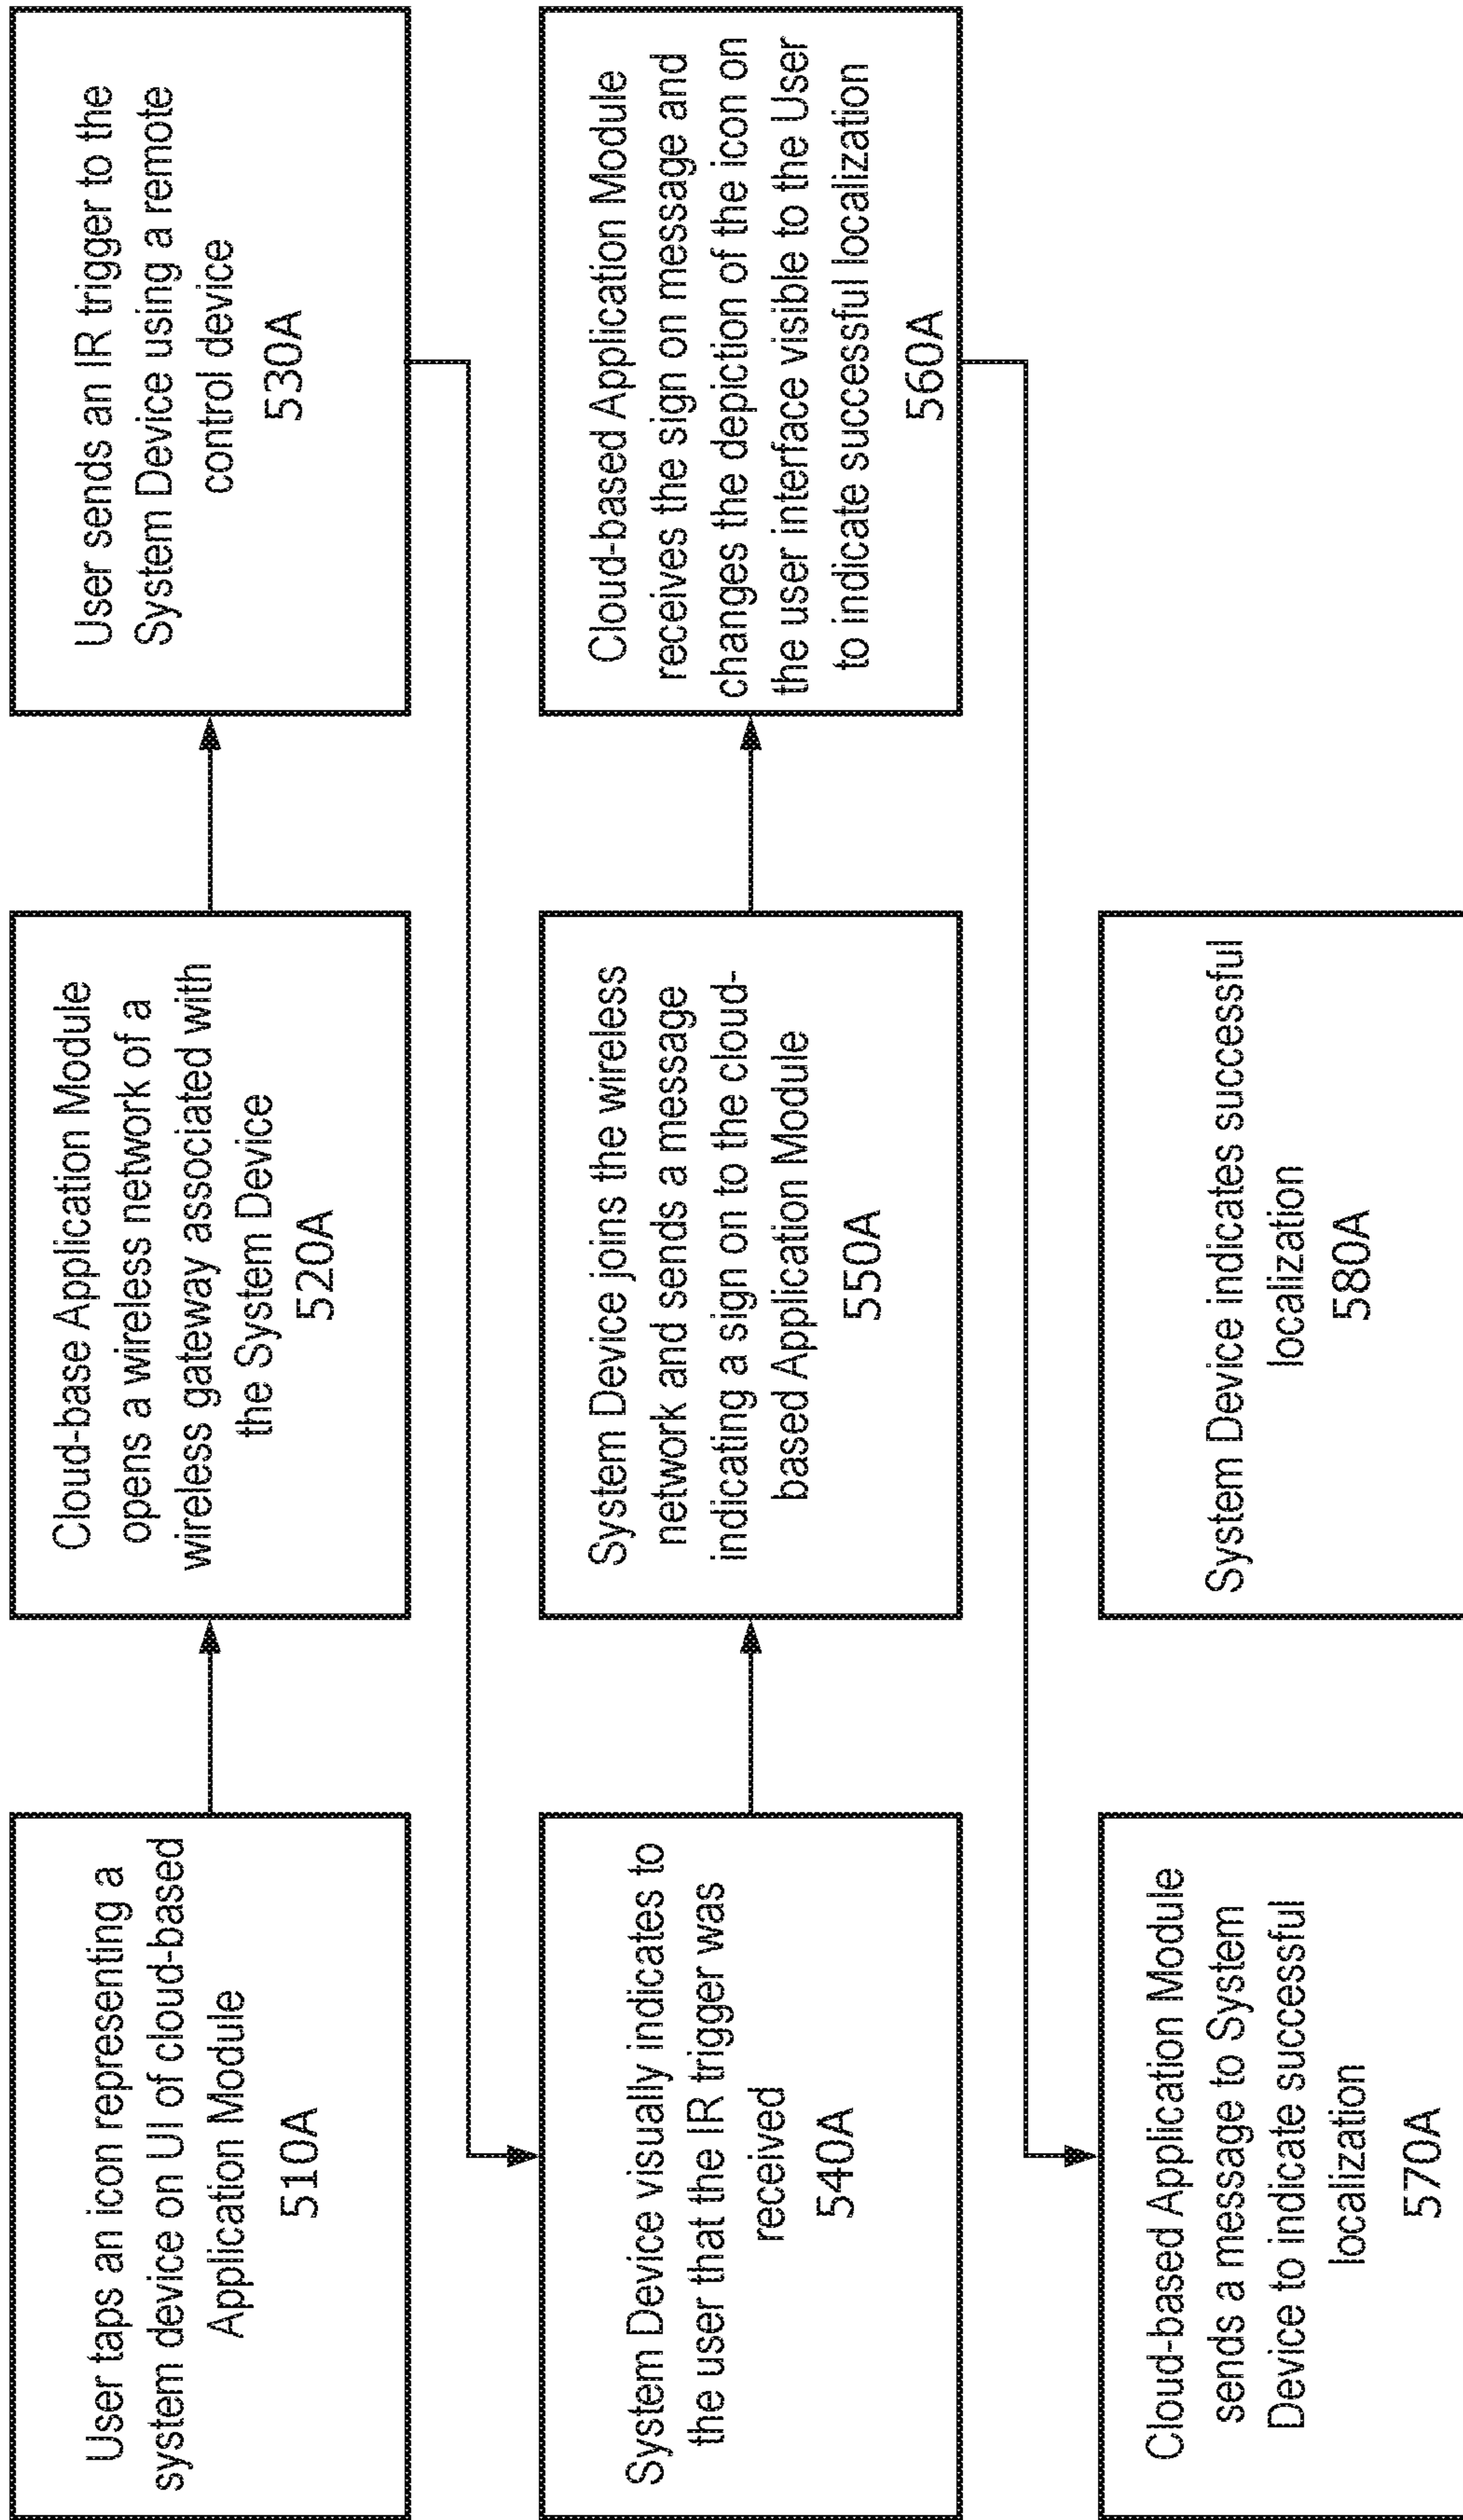 User taps an icon representing a
system device on UI of cloud-based
Application Module
510A
Cloud-base Application Module
opens a wireless network of a
wireless gateway associated with
the System Device
520A
User sends an IR trigger to the
System Device using a remote
control device
530A
System Device visually indicates to
the user that the IR trigger was
received
540A
System Device joins the wireless
network and sends a message
indicating a sign on to the cloud-
based Application Module
550A
Cloud-based Application Module
receives the sign on message and
changes the depiction of the icon on
the user interface visible to the User
to indicate successful localization
560A
Cloud-based Application Module
sends a message to System
Device to indicate successful
localization
570A
System Device indicates successful
localization
580A